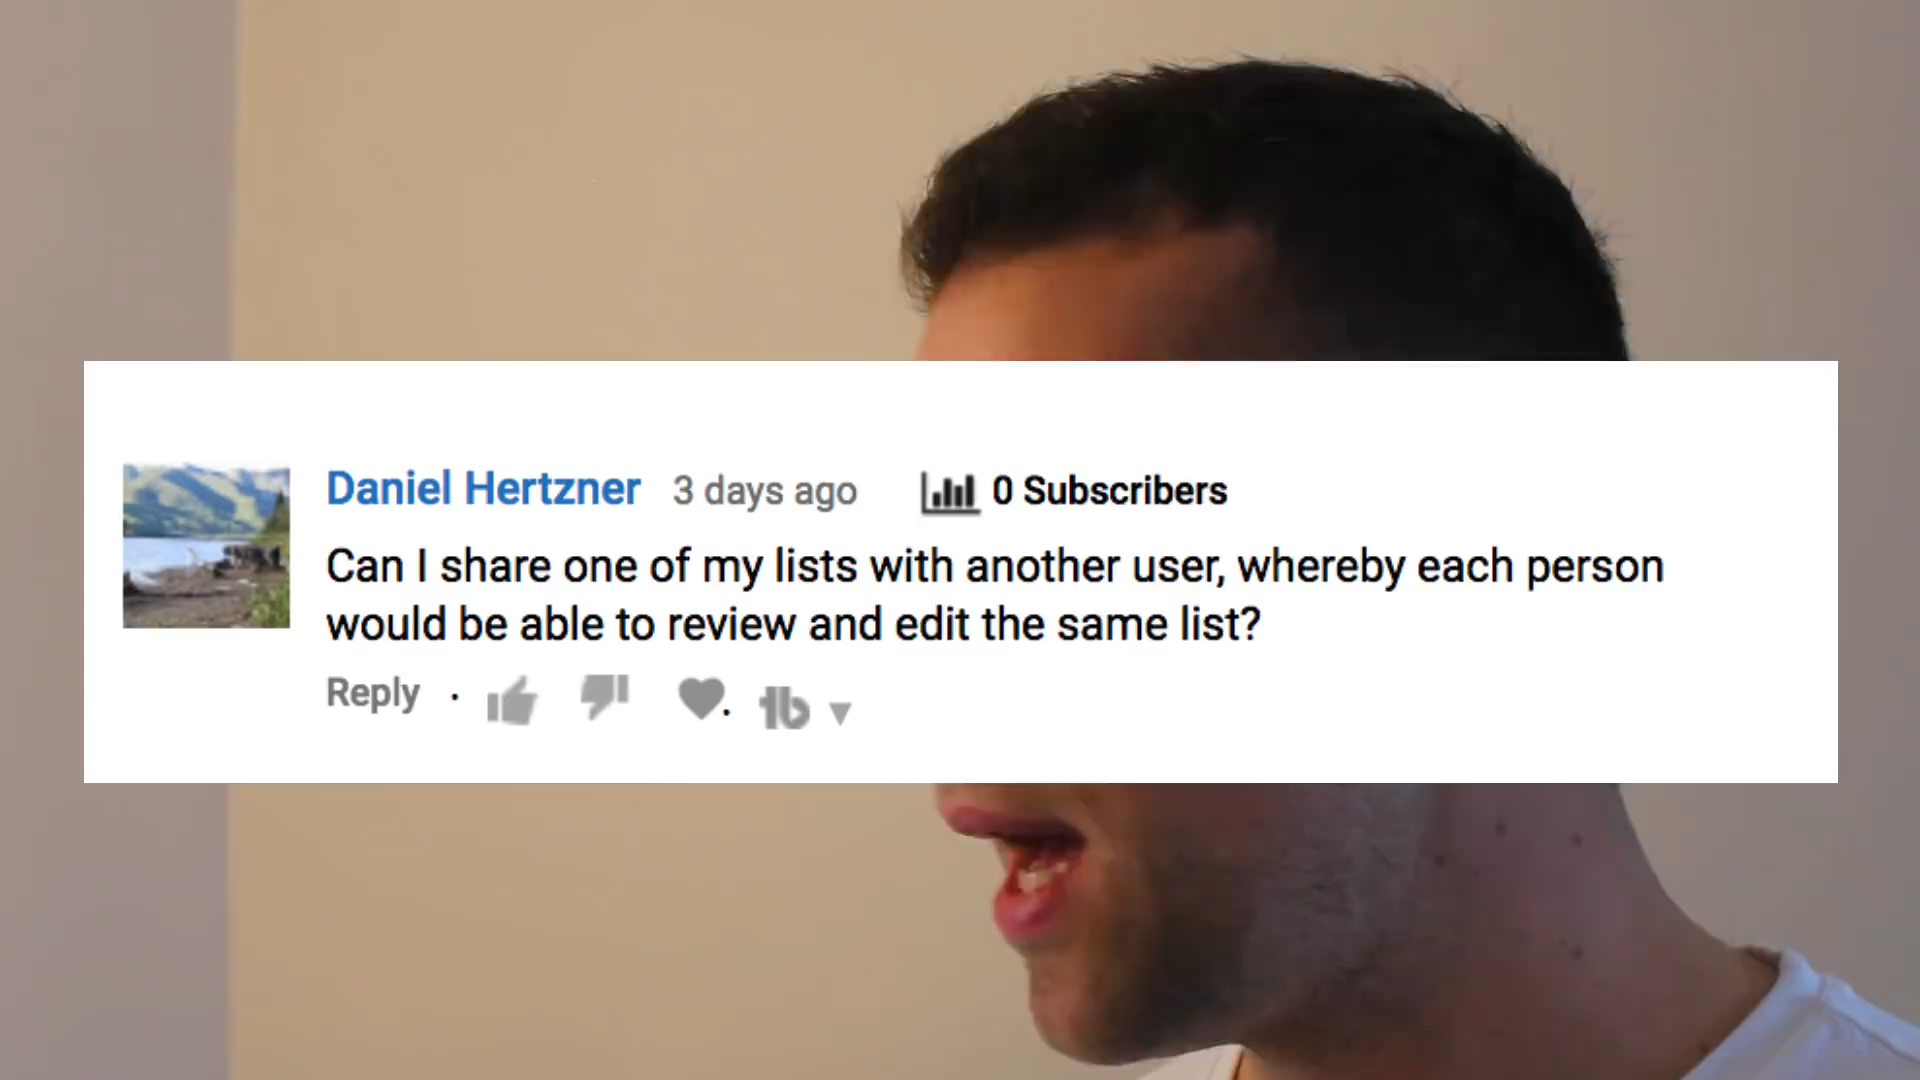 Daniel Hertzner 3 days ago 0 Subscribers
Can I share one of my lists with another user, whereby each person
would be able to review and edit the same list?
Reply · tb